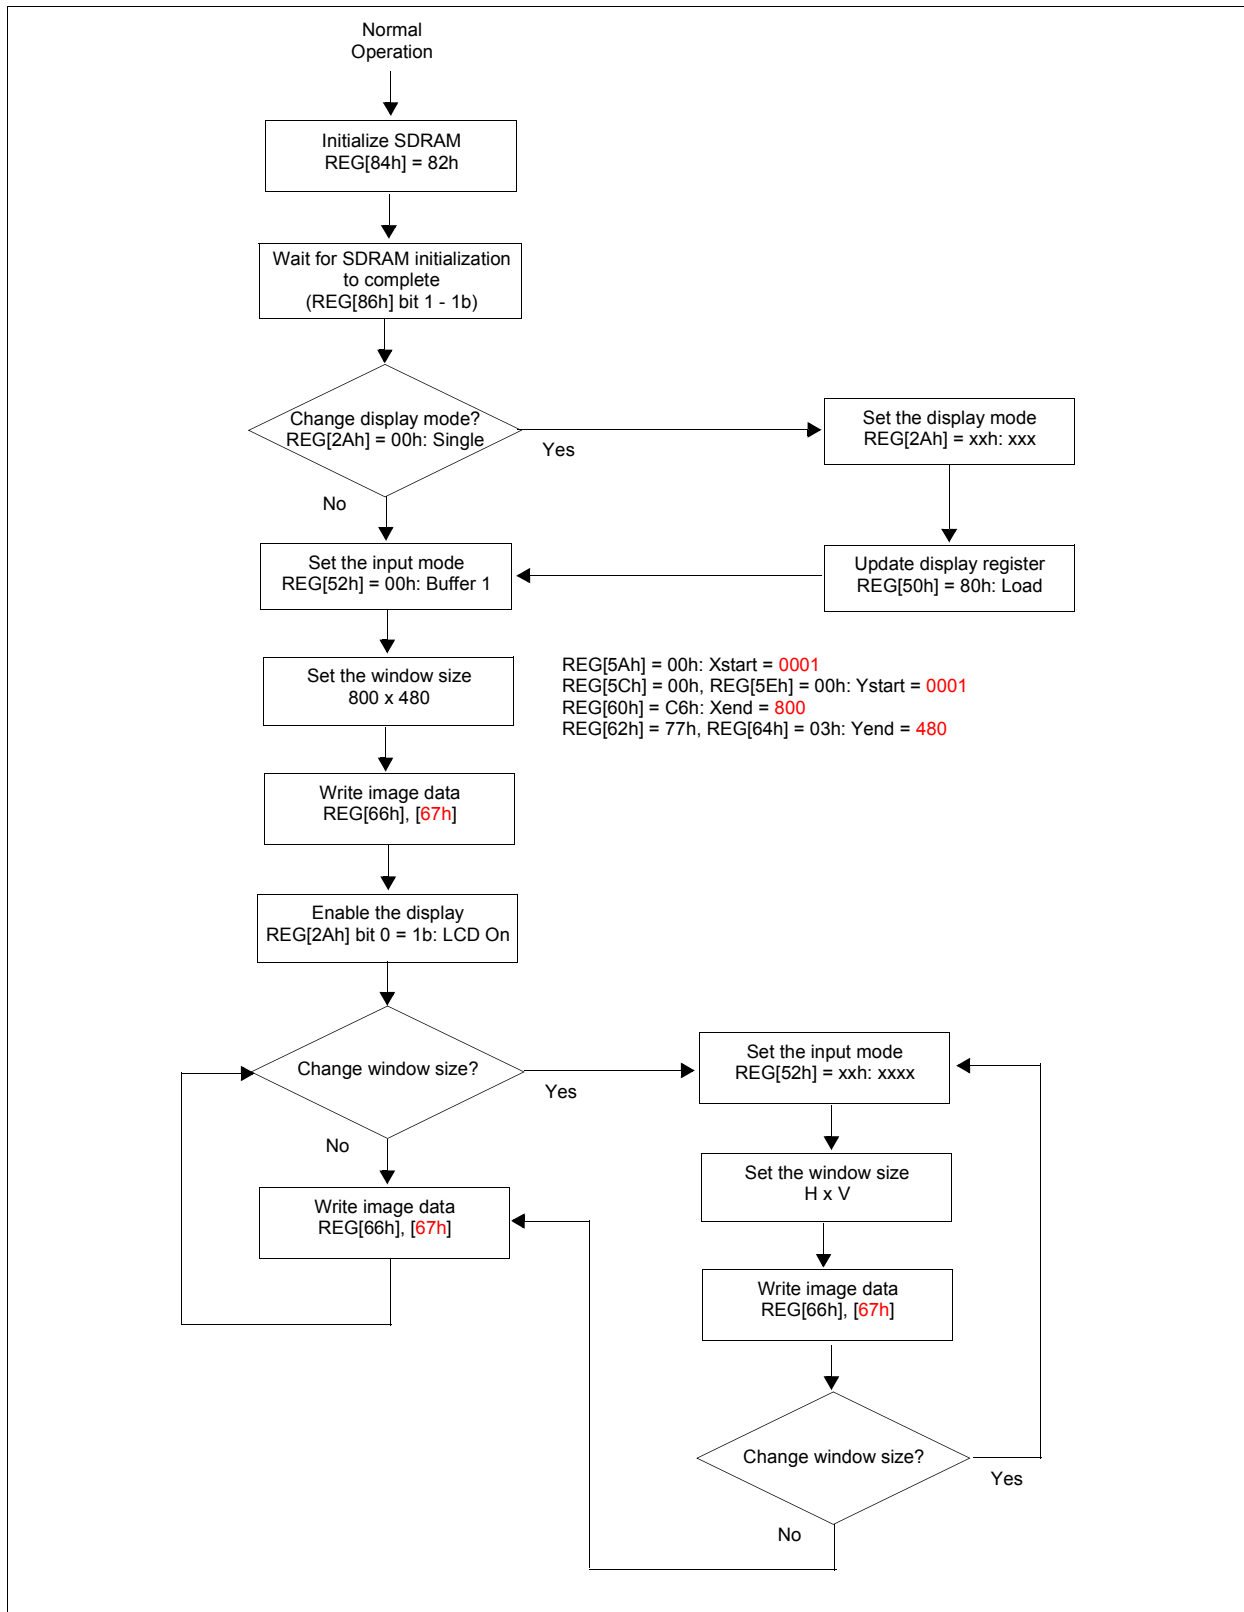 Normal
Operation
Initialize SDRAM
REG[84h] = 82h
Wait for SDRAM initialization
to complete
(REG[86h] bit 1 - 1b)
Change display mode?
REG[2Ah] = 00h: Single
Yes
No
Set the display mode
REG[2Ah] = xxh: xxx
Update display register
REG[50h] = 80h: Load
Set the input mode
REG[52h] = 00h: Buffer 1
Set the window size
800 x 480
REG[5Ah] = 00h: Xstart = 0001
REG[5Ch] = 00h, REG[5Eh] = 00h: Ystart = 0001
REG[60h] = C6h: Xend = 800
REG[62h] = 77h, REG[64h] = 03h: Yend = 480
Write image data
REG[66h], [67h]
Enable the display
REG[2Ah] bit 0 = 1b: LCD On
Change window size?
Yes
No
Write image data
REG[66h], [67h]
Set the input mode
REG[52h] = xxh: xxxx
Set the window size
H x V
Write image data
REG[66h], [67h]
Change window size?
Yes
No